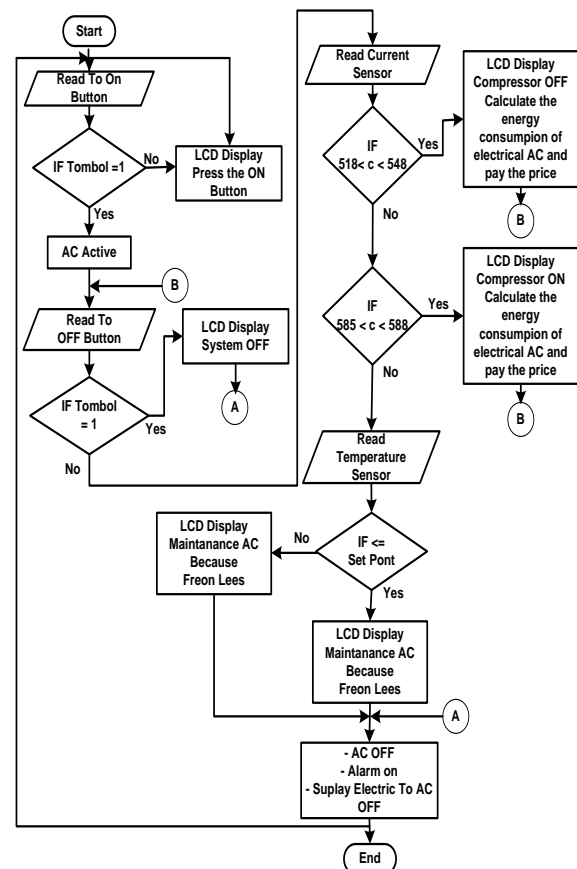 Start
Read To On
Button
IF Tombol =1
No
LCD Display
Press the ON
Button
Yes
AC Active
B
Read To
OFF Button
LCD Display
System OFF
A
IF Tombol
= 1
Yes
No
Read Current
Sensor
IF
518< c < 548
Yes
LCD Display
Compressor OFF
Calculate the
energy
consumpion of
electrical AC and
pay the price
B
No
IF
585 < c < 588
Yes
LCD Display
Compressor ON
Calculate the
energy
consumpion of
electrical AC and
pay the price
B
No
Read
Temperature
Sensor
IF <=
Set Pont
No
LCD Display
Maintanance AC
Because
Freon Lees
Yes
LCD Display
Maintanance AC
Because
Freon Lees
A
- AC OFF
- Alarm on
- Suplay Electric To AC
OFF
End